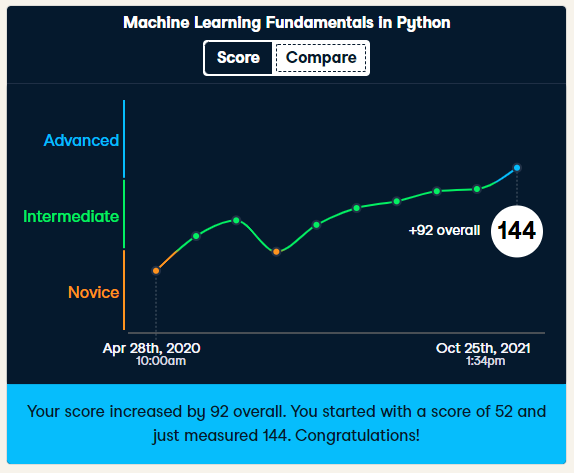 Machine Learning Fundamentals in Python
Score Compare
Advanced
Intermediate
Novice
+92 overall 144
Apr 28th, 2020 Oct 25th, 2021
10:00am 1:34pm
Your score increased by 92 overall. You started with a score of 52 and
just measured 144. Congratulations!